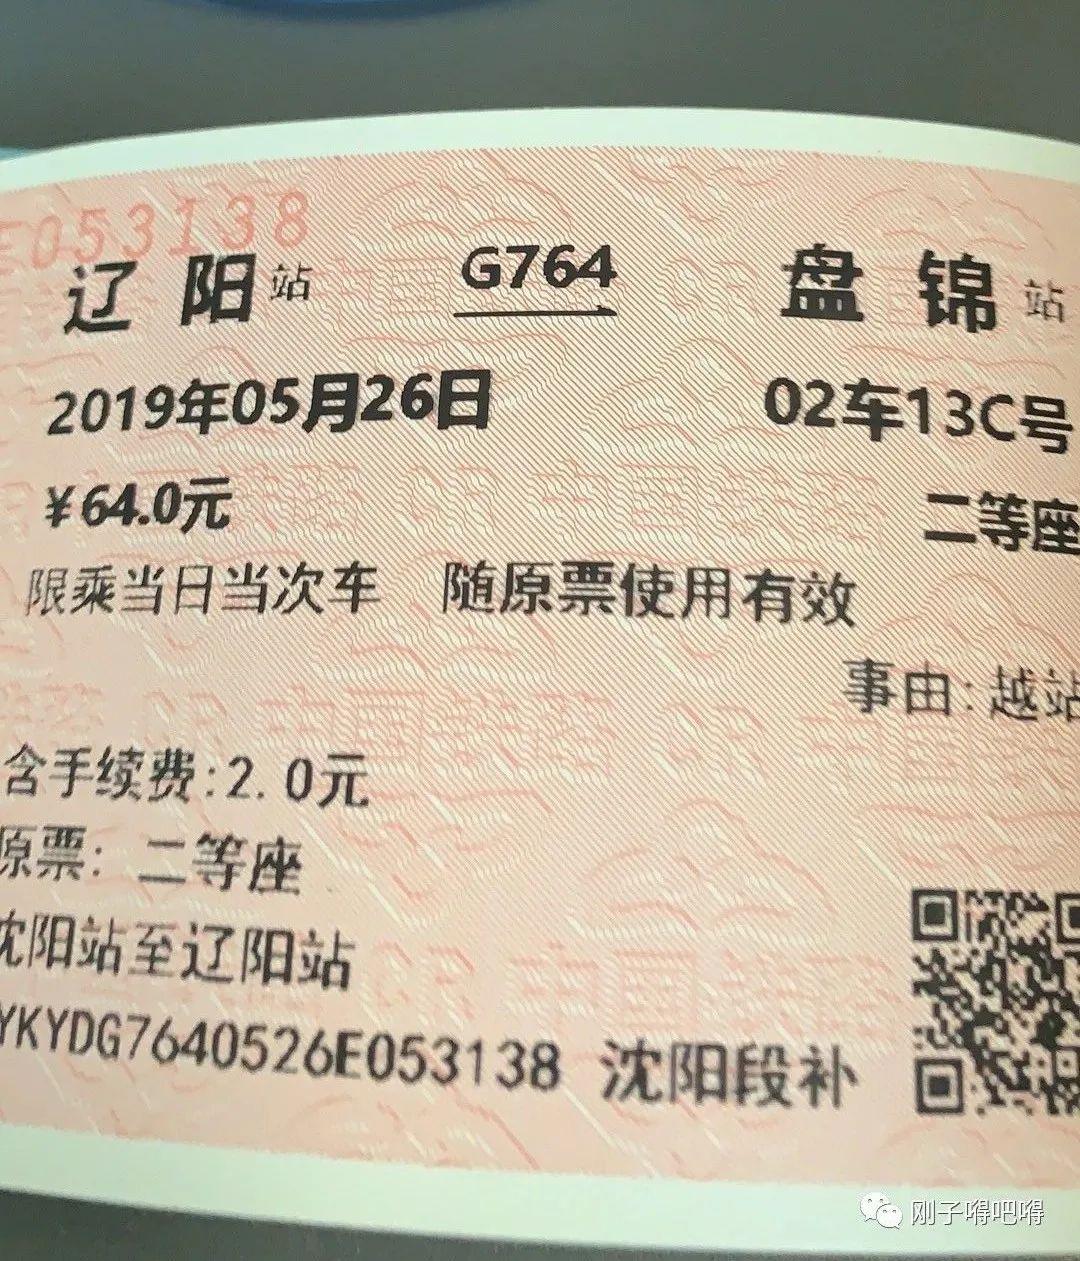 E053138
辽阳站 G764 盘锦站
2019年05月26日 02车13C号
¥64.0元 二等座
限乘当日当次车 随原票使用有效
事由:越站
含手续费:2.0元
原票: 二等座
沈阳站至辽阳站
YKYDG7640526E053138 沈阳段补
刚子嘚吧嘚